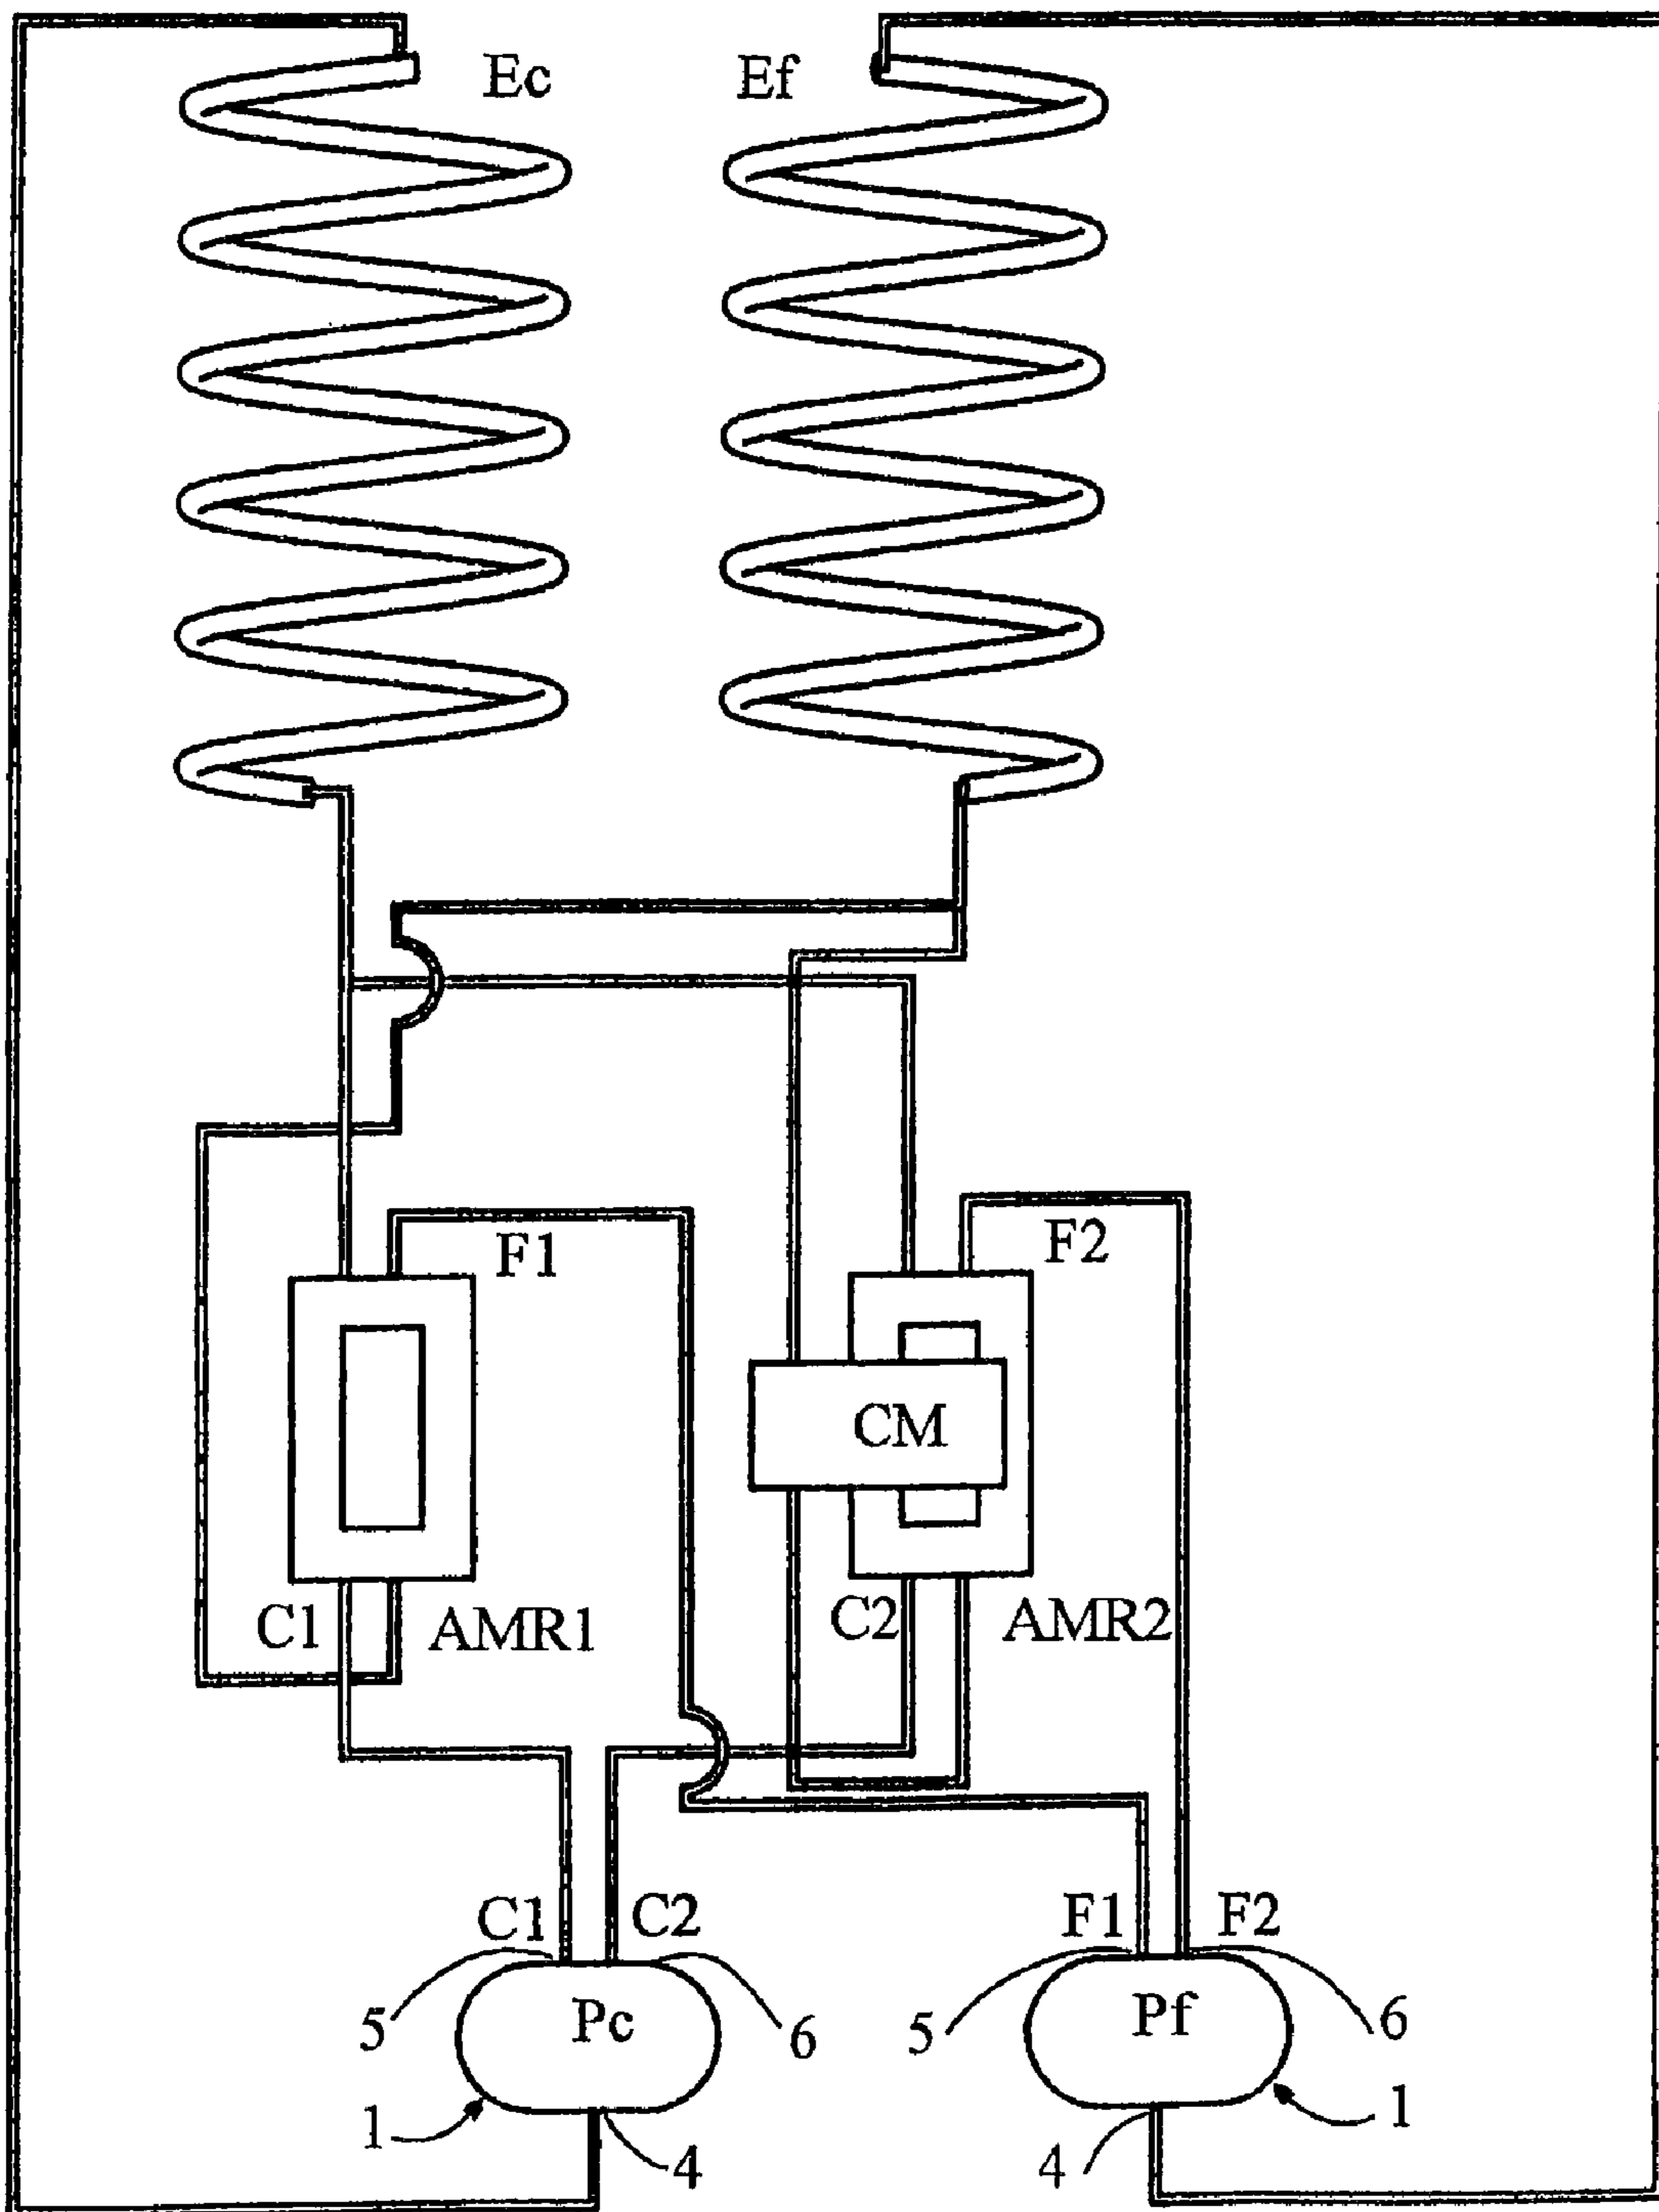 Ec Ef
F1 F2
CM
C1 AMR1 C2 AMR2
C1 C2 F1 F2
5 Pc 6 5 Pf 6
1 4 4 1